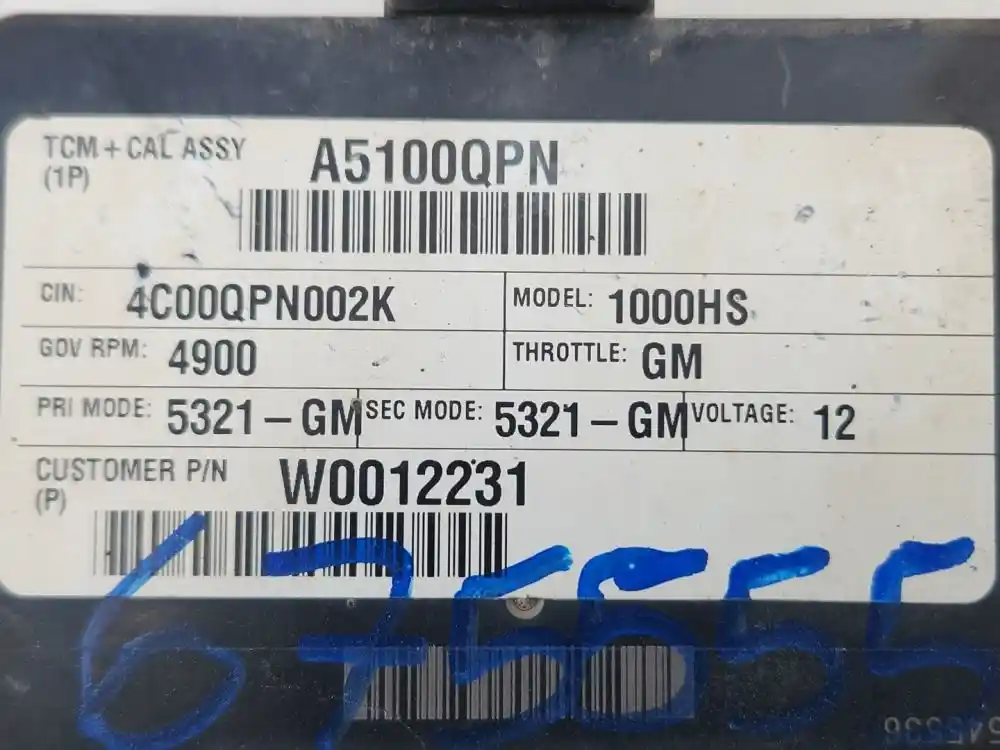 TCM + CAL ASSY A5100QPN
(1P)
CIN: 4C00QPN002K MODEL: 1000HS
GOV RPM: 4900 THROTTLE: GM
PRI MODE: 5321-GM SEC MODE: 5321-GM VOLTAGE: 12
CUSTOMER P/N W0012231
(P)
675555